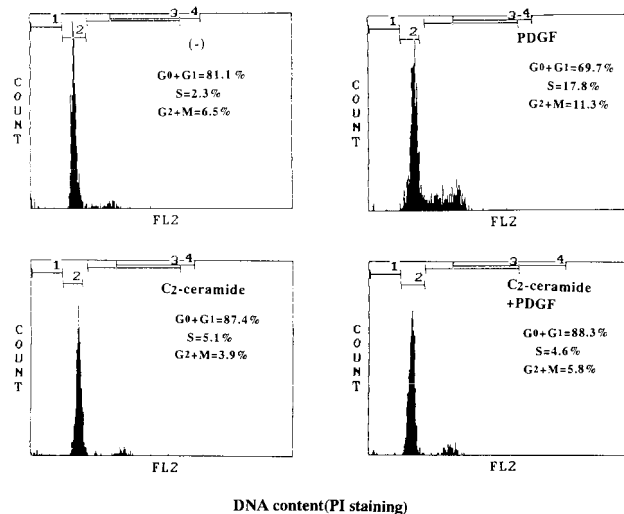 1
2
3 4
(-)
G0+G1=81.1%
S=2.3%
G2+M=6.5%
COUNT
FL2
1
2
3 4
PDGF
G0+G1=69.7%
S=17.8%
G2+M=11.3%
COUNT
FL2
1
2
3 4
C2-ceramide
G0+G1=87.4%
S=5.1%
G2+M=3.9%
COUNT
FL2
1
2
3 4
C2-ceramide
+PDGF
G0+G1=88.3%
S=4.6%
G2+M=5.8%
COUNT
FL2
DNA content(PI staining)